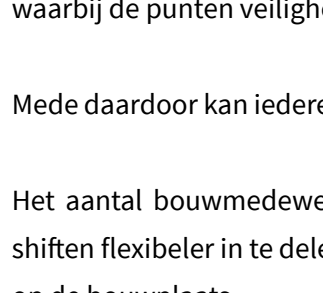 waarbij de punten veilighe
Mede daardoor kan iedere
Het aantal bouwmedewe
shiften flexibeler in te dele
op de bouwplaats